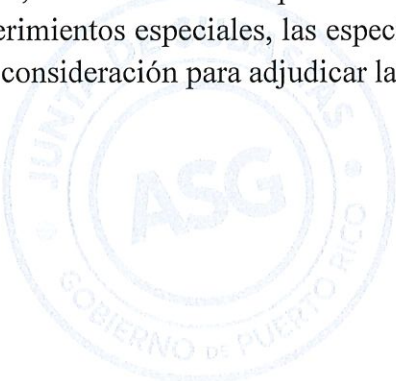 erimientos especiales, las espec
consideración para adjudicar la
JUNTA DE SUBASTAS
ASG
GOBIERNO DE PUERTO RICO